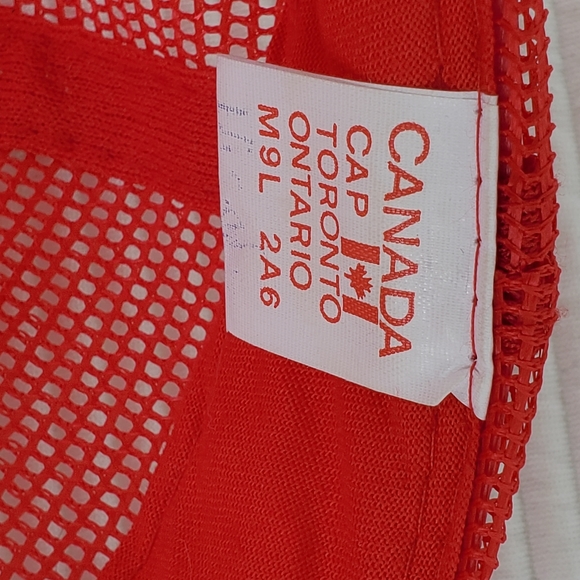 CANADA
CAP
TORONTO
ONTARIO
M9L 2A6